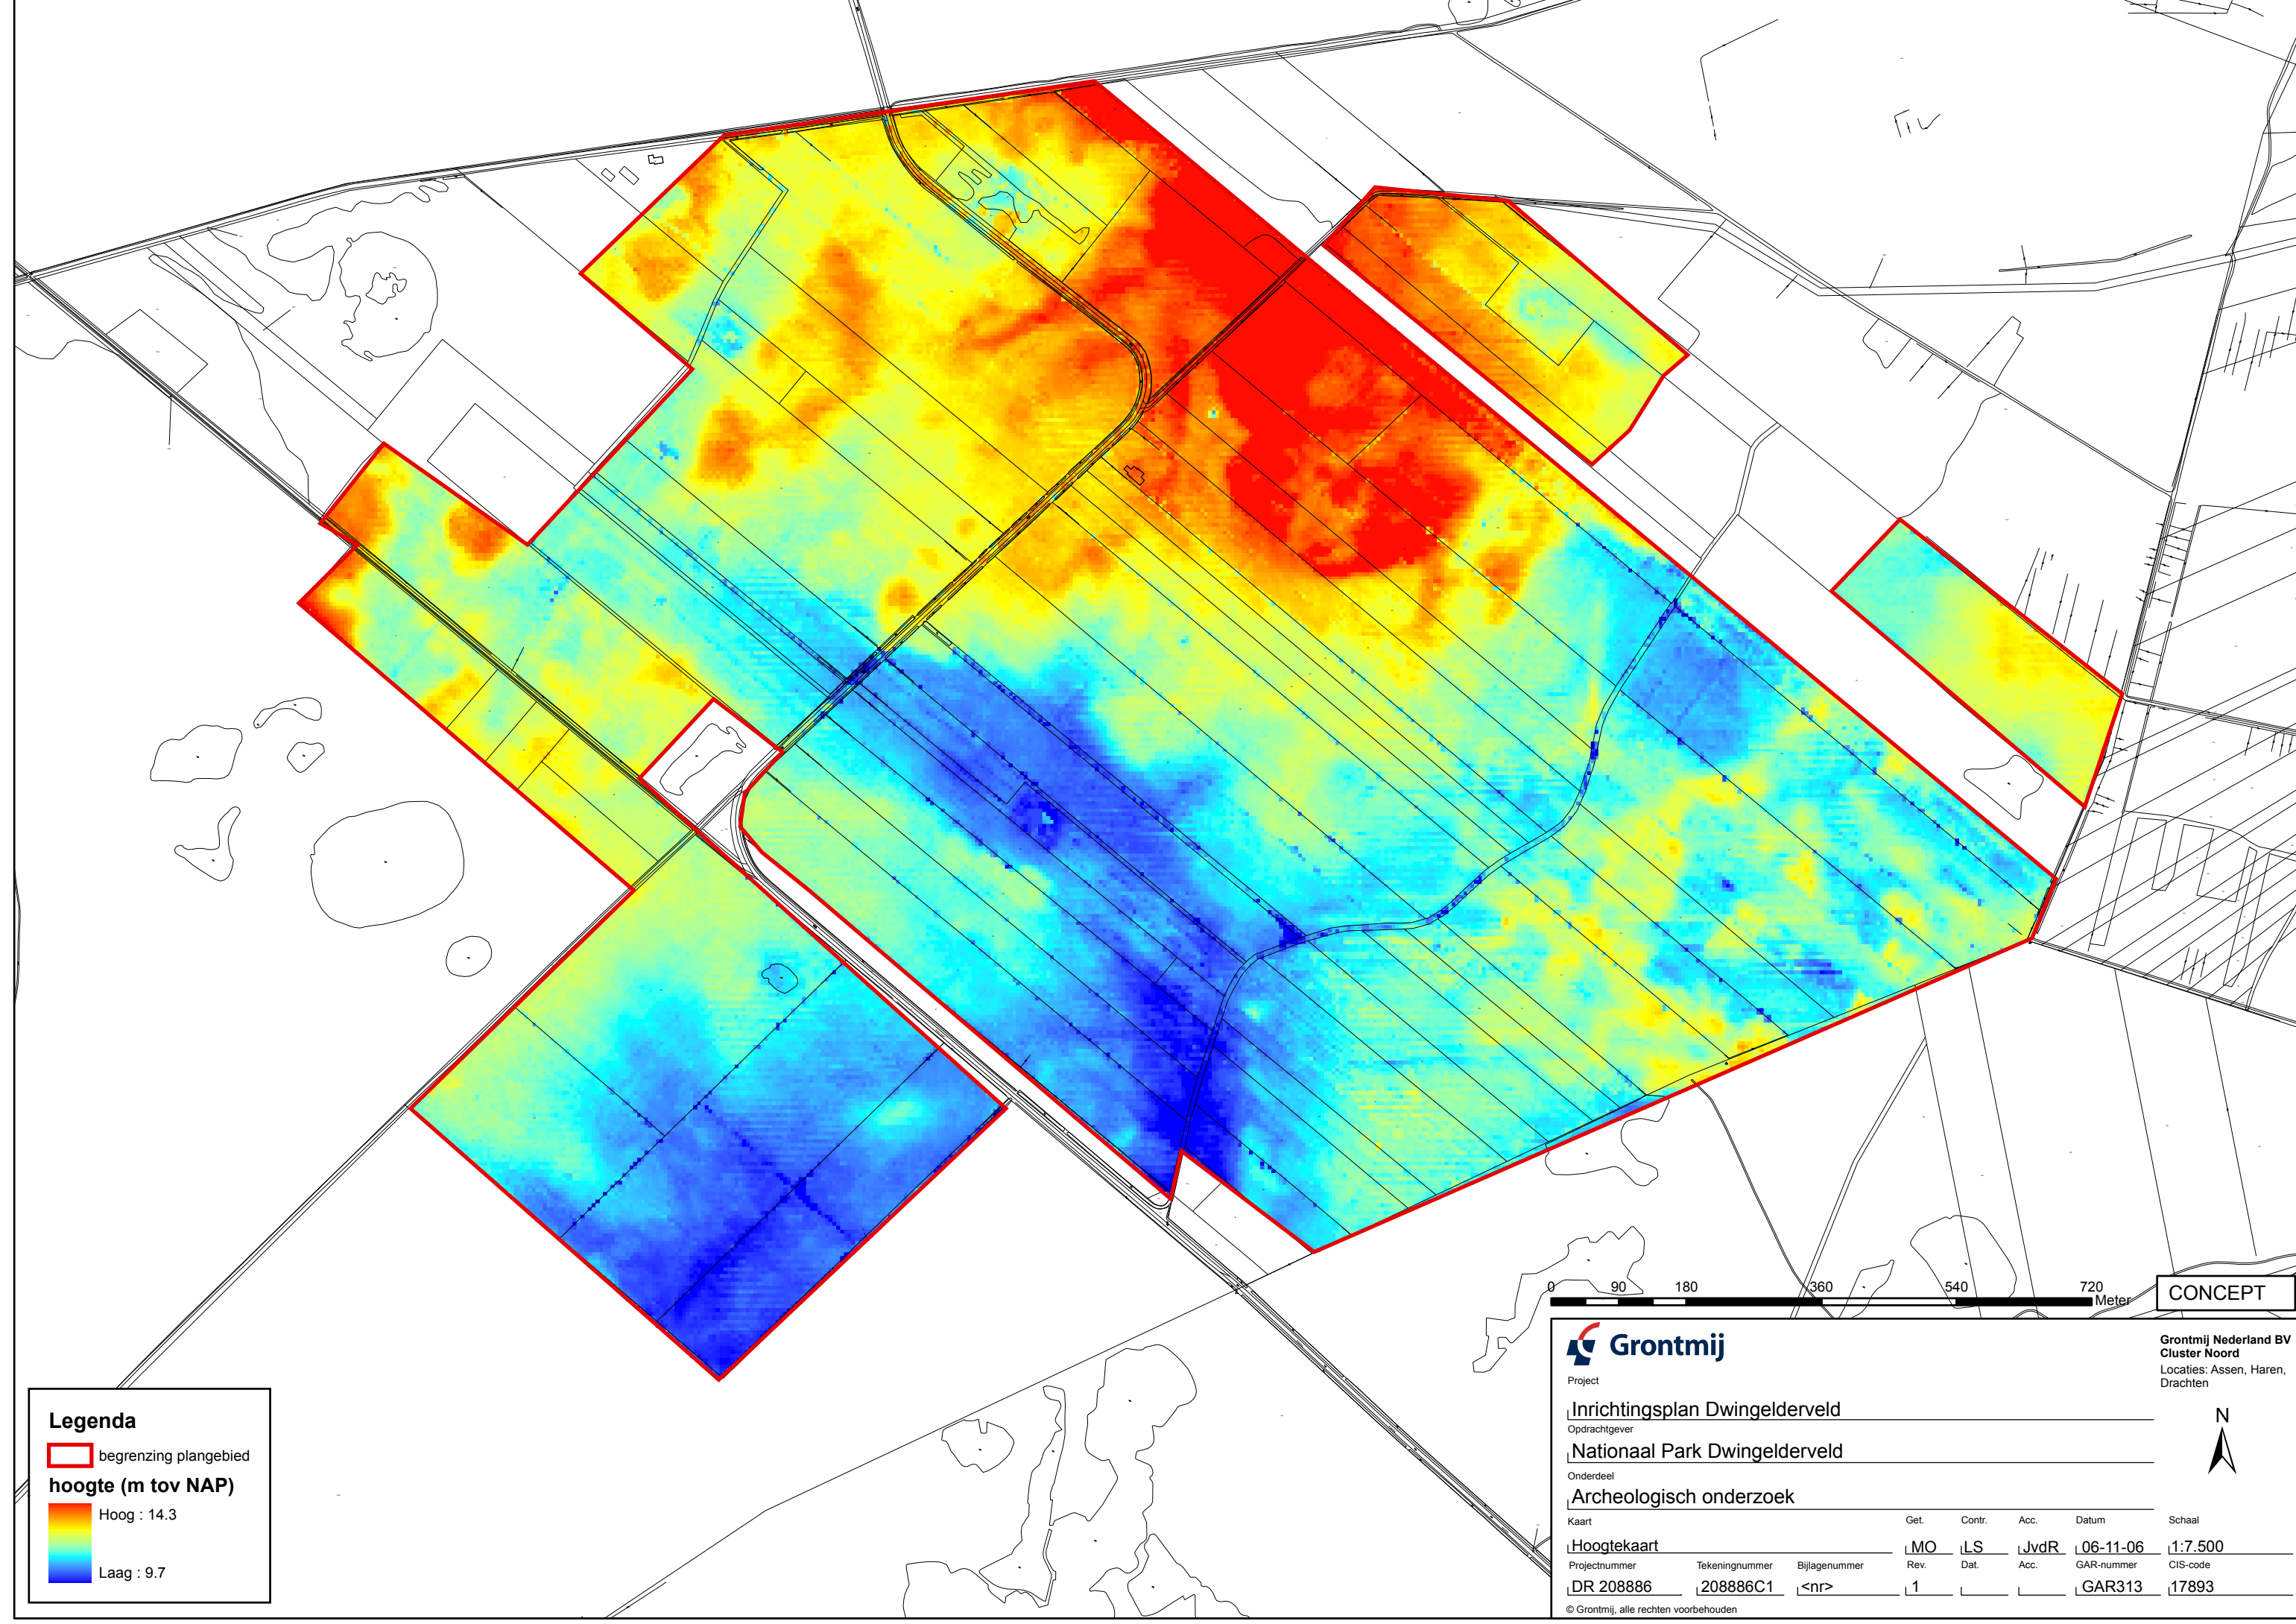 0 90 180 360 540 720
Meter
CONCEPT
Grontmij
Grontmij Nederland BV
Cluster Noord
Locaties: Assen, Haren,
Drachten
Project
Inrichtingsplan Dwingelderveld
Opdrachtgever
Nationaal Park Dwingelderveld
N
Onderdeel
Archeologisch onderzoek
Kaart Get. Contr. Acc. Datum Schaal
Hoogtekaart MO LS JvdR 06-11-06 1:7.500
Projectnummer Tekeningnummer Bijlagenummer Rev. Dat. Acc. GAR-nummer CIS-code
DR 208886 208886C1 <nr> 1 GAR313 17893
© Grontmij, alle rechten voorbehouden
Legenda
begrenzing plangebied
hoogte (m tov NAP)
Hoog : 14.3
Laag : 9.7